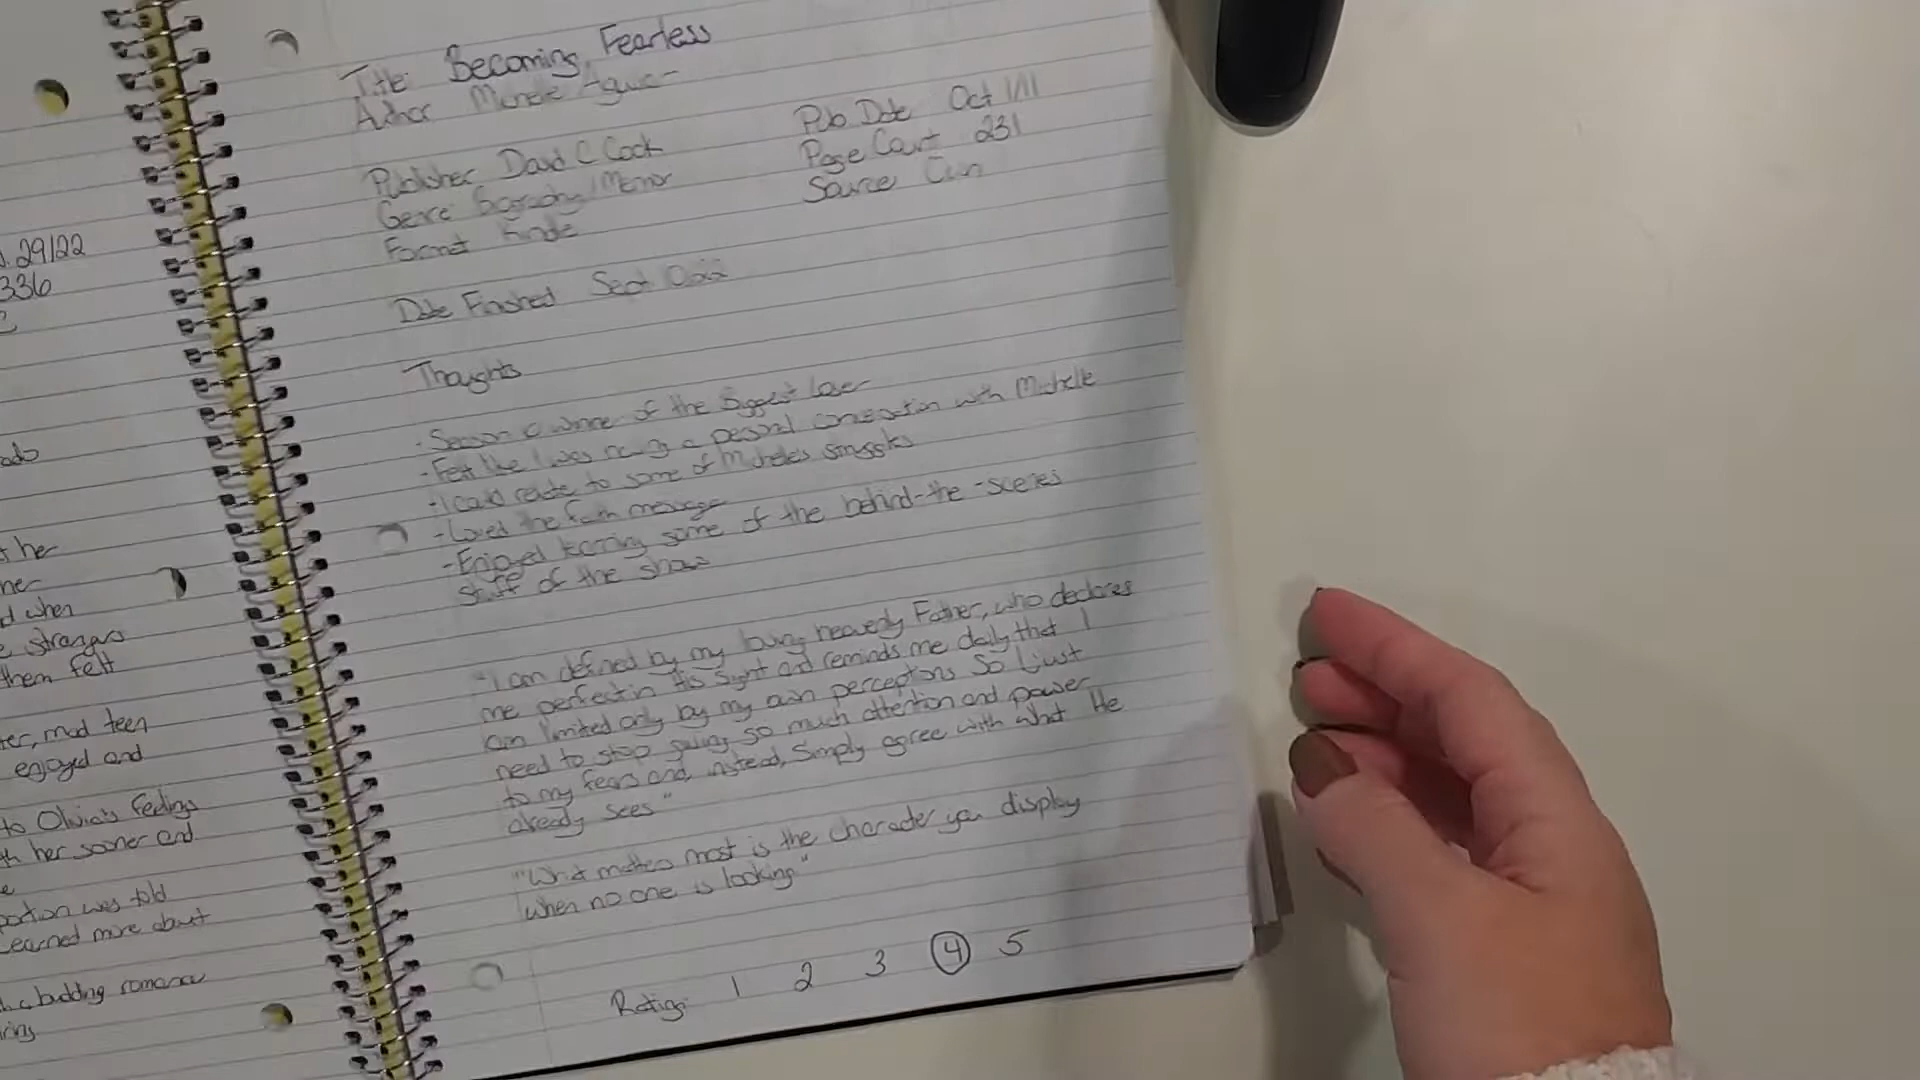 . 29/22
336
ado
t her
her
d when
e strangers
them felt
ter, mad teen
enjoyed and
to Olivia's feelings
th her sooner and
e
portion was told
Learned more about
budding romance
Title: Becoming Fearless
Author Michelle Aguilar
Publisher David C Cook
Pub Date Oct 1/11
Genre: Biography/Memoir
Page Count 231
Format Kindle
Source Own
Date Finished Sept
Thoughts
- Season winner of the Biggest Loser
- Felt like I was having a personal conversation with Michelle
- I could relate to some of Michelle's struggles
- Loved the faith message
- Enjoyed learning some of the behind-the-scenes
stuff of the show
"I am defined by my loving heavenly Father, who declares
me perfect in His sight and reminds me daily that I
am limited only by my own perceptions. So I just
need to stop giving so much attention and power
to my fears and, instead, simply agree with what He
already sees"
"What matters most is the character you display
when no one is looking"
Rating: 1 2 3 4 5